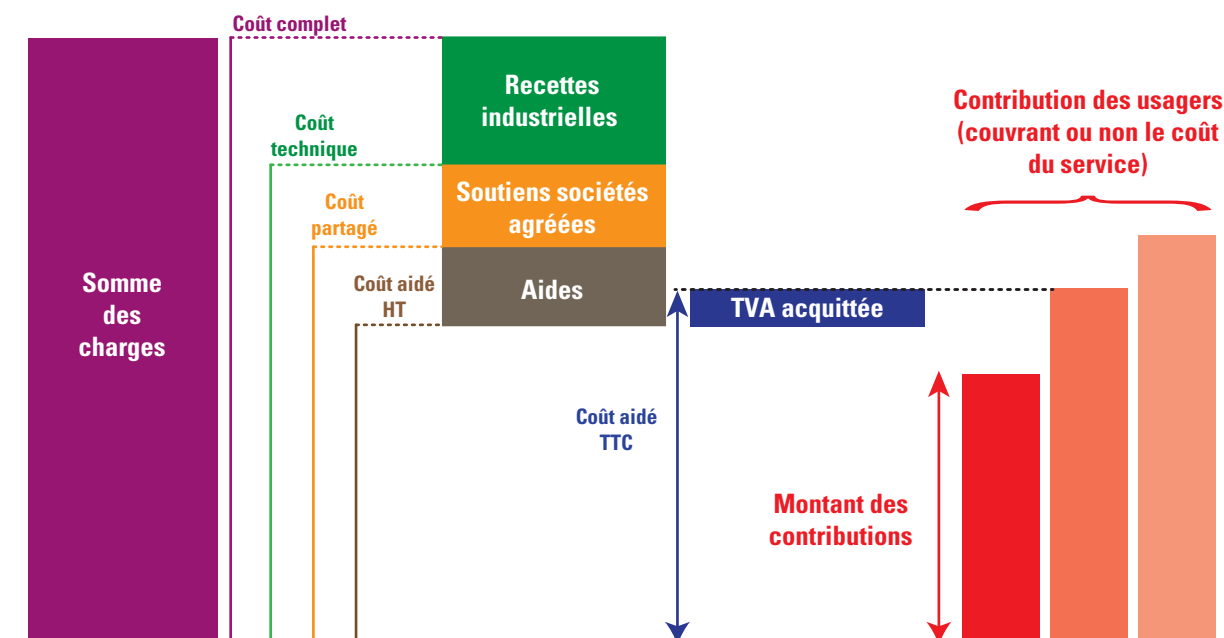 Coût complet
Recettes
industrielles
Contribution des usagers
(couvrant ou non le coût
du service)
Coût
technique
Soutiens sociétés
agréées
Coût
partagé
Somme
des
charges
Coût aidé
HT
Aides
TVA acquittée
Coût aidé
TTC
Montant des
contributions